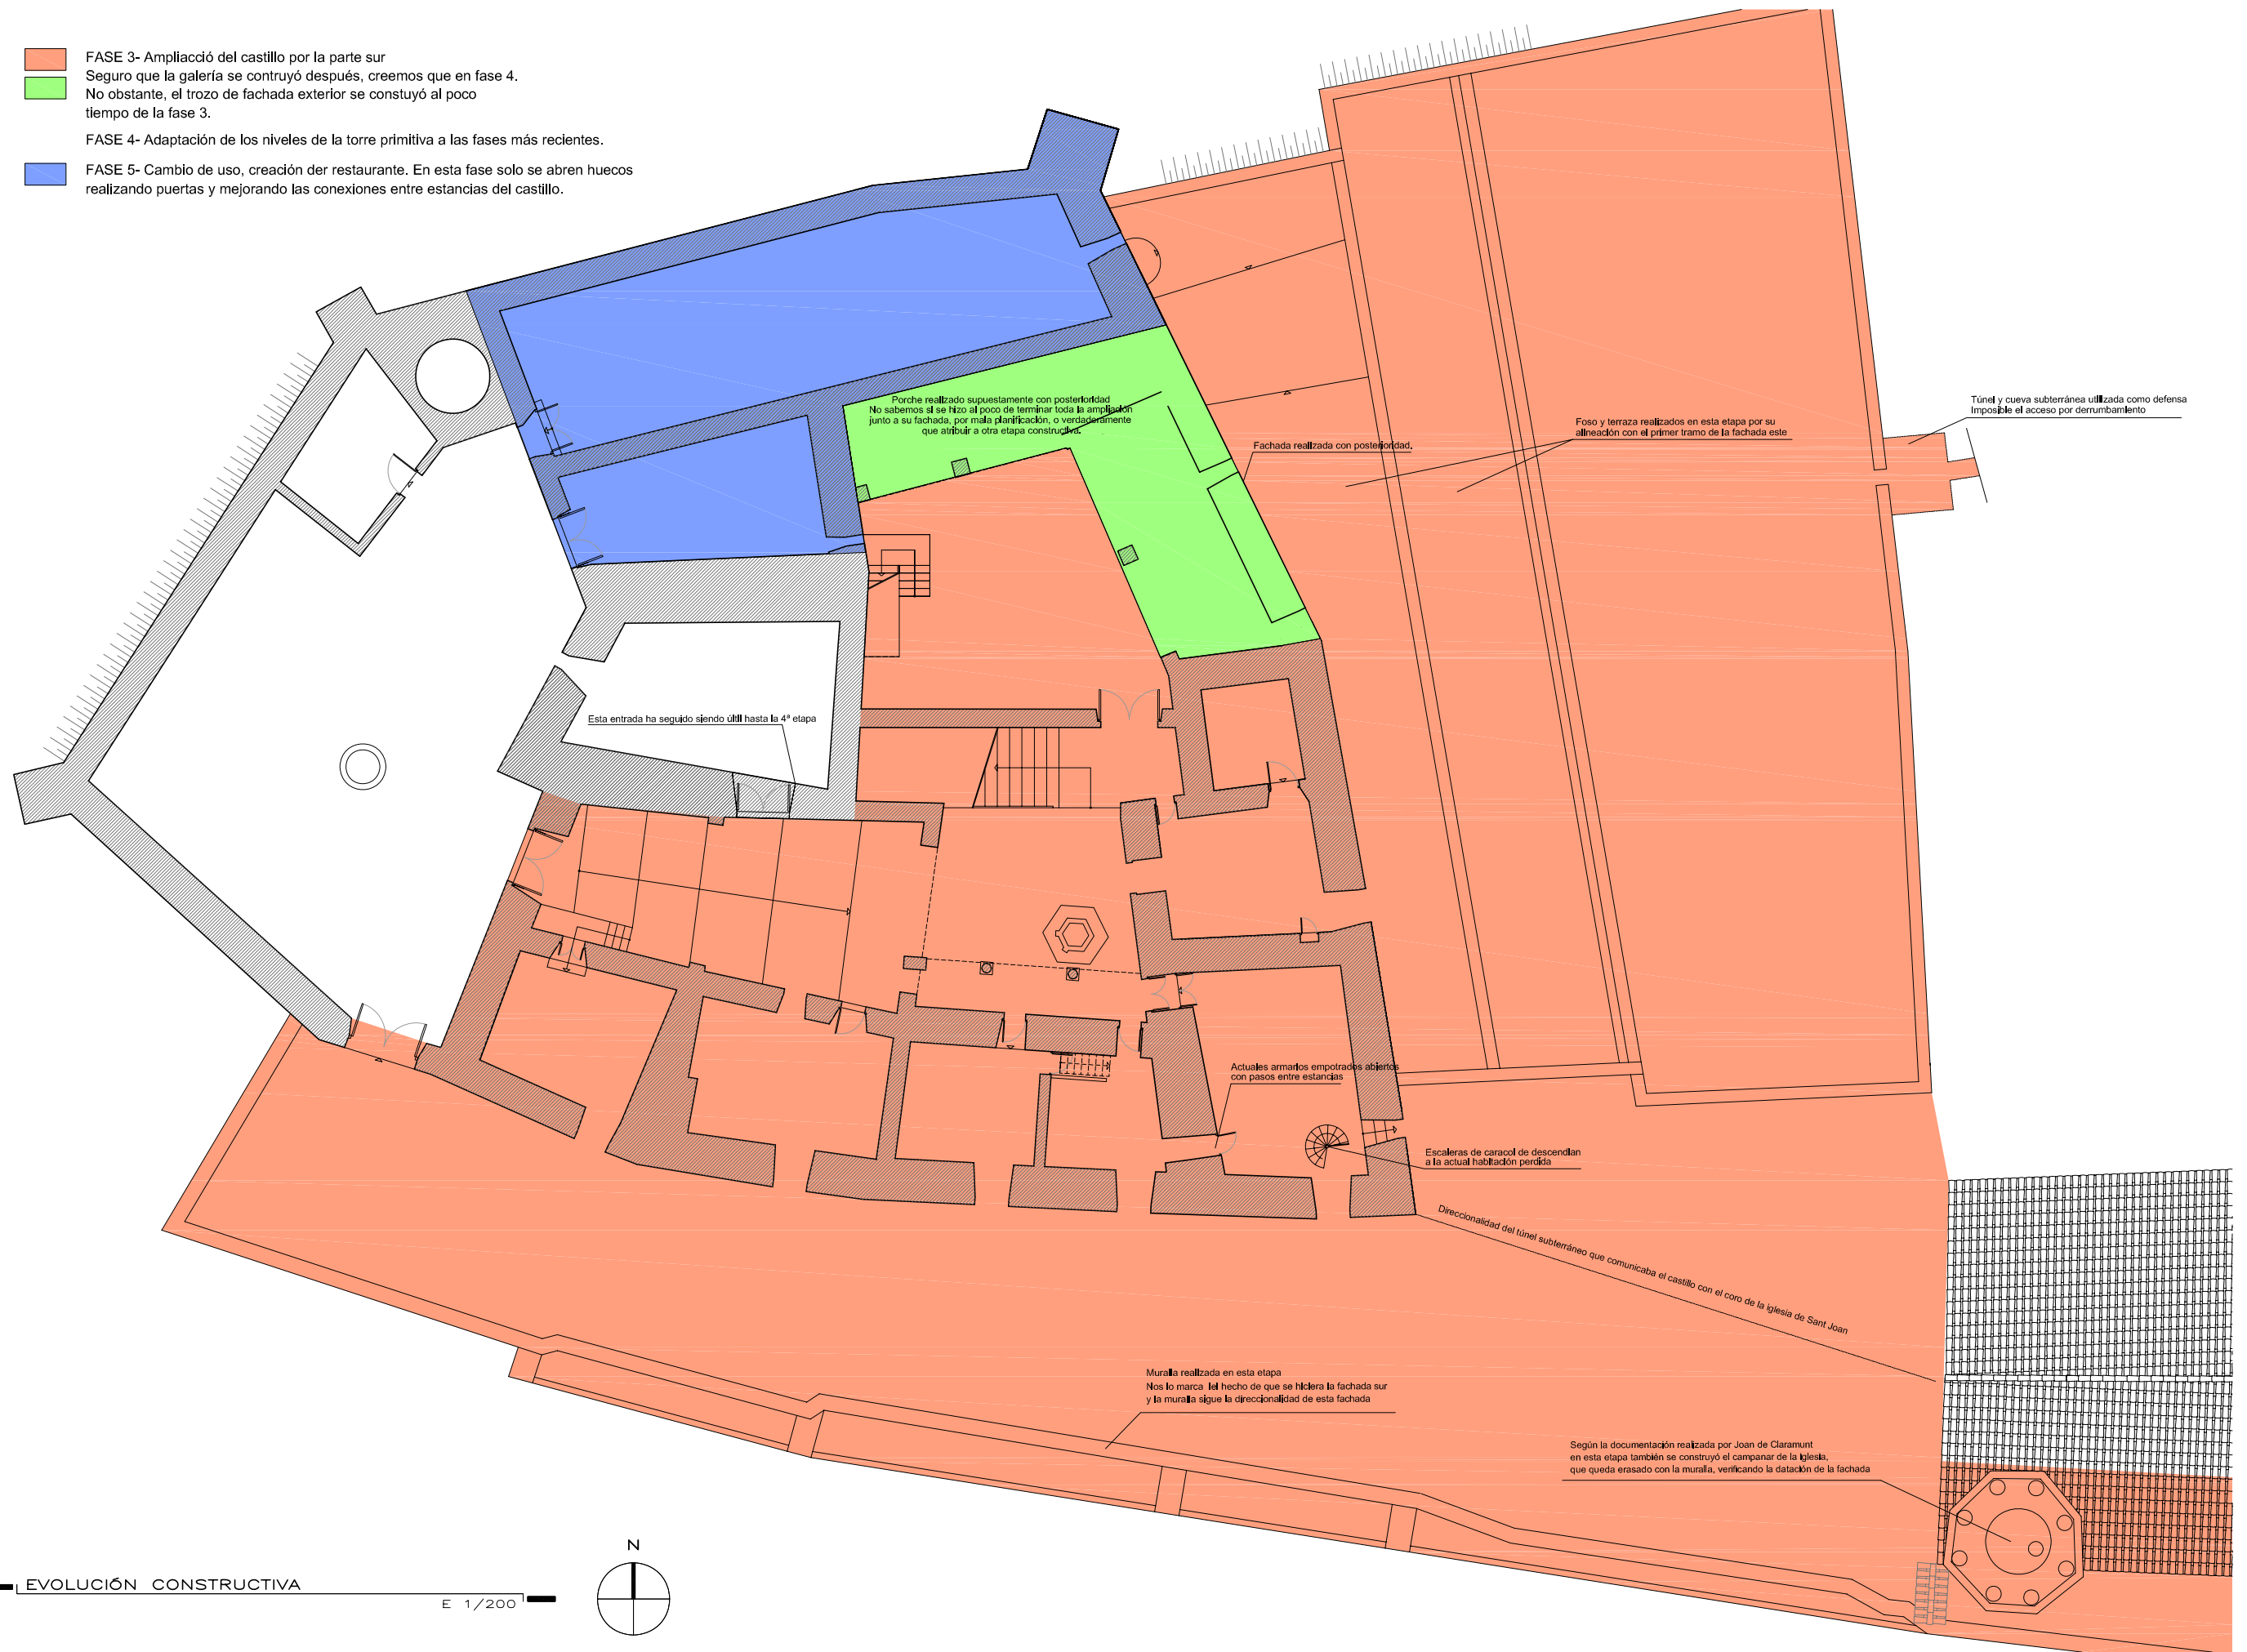 FASE 3- Ampliacció del castillo por la parte sur
Seguro que la galería se contruyó después, creemos que en fase 4.
No obstante, el trozo de fachada exterior se constuyó al poco
tiempo de la fase 3.
FASE 4- Adaptación de los niveles de la torre primitiva a las fases más recientes.
FASE 5- Cambio de uso, creación der restaurante. En esta fase solo se abren huecos
realizando puertas y mejorando las conexiones entre estancias del castillo.
Porche realizado supuestamente con posterioridad
No sabemos si se hizo al poco de terminar toda la ampliación
junto a su fachada, por mala planificación, o verdaderamente
que atribuir a otra etapa constructiva.
Fachada realizada con posterioridad.
Foso y terraza realizados en esta etapa por su
alineación con el primer tramo de la fachada este
Túnel y cueva subterránea utilizada como defensa
Imposible el acceso por derrumbamiento
Esta entrada ha seguido siendo útil hasta la 4ª etapa
Actuales armarios empotrados abiertos
con pasos entre estancias
Escaleras de caracol de descendían
a la actual habitación perdida
Direccionalidad del túnel subterráneo que comunicaba el castillo con el coro de la iglesia de Sant Joan
Muralla realizada en esta etapa
Nos lo marca lel hecho de que se hiciera la fachada sur
y la muralla sigue la direccionalidad de esta fachada
Según la documentación realizada por Joan de Claramunt
en esta etapa también se construyó el campanar de la Iglesia,
que queda erasado con la muralla, verificando la datación de la fachada
N
EVOLUCIÓN CONSTRUCTIVA
E 1/200